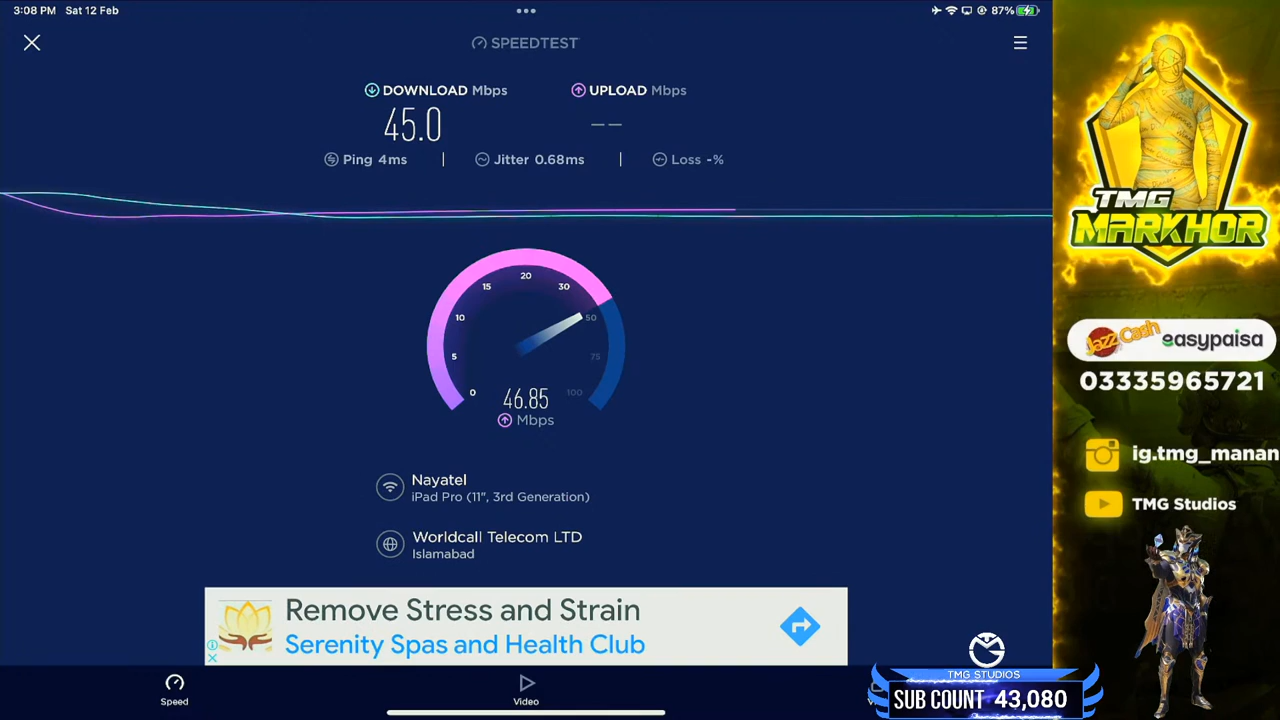 3:08 PM Sat 12 Feb
87%
SPEEDTEST
DOWNLOAD Mbps
45.0
UPLOAD Mbps
— —
Ping 4ms | Jitter 0.68ms | Loss -%
0
5
10
15
20
30
50
75
100
46.85
Mbps
Nayatel
iPad Pro (11", 3rd Generation)
Worldcall Telecom LTD
Islamabad
Remove Stress and Strain
Serenity Spas and Health Club
Speed
Video
TMG STUDIOS
SUB COUNT 43,080
TMG
MARKHOR
JazzCash easypaisa
03335965721
ig.tmg_manan
TMG Studios